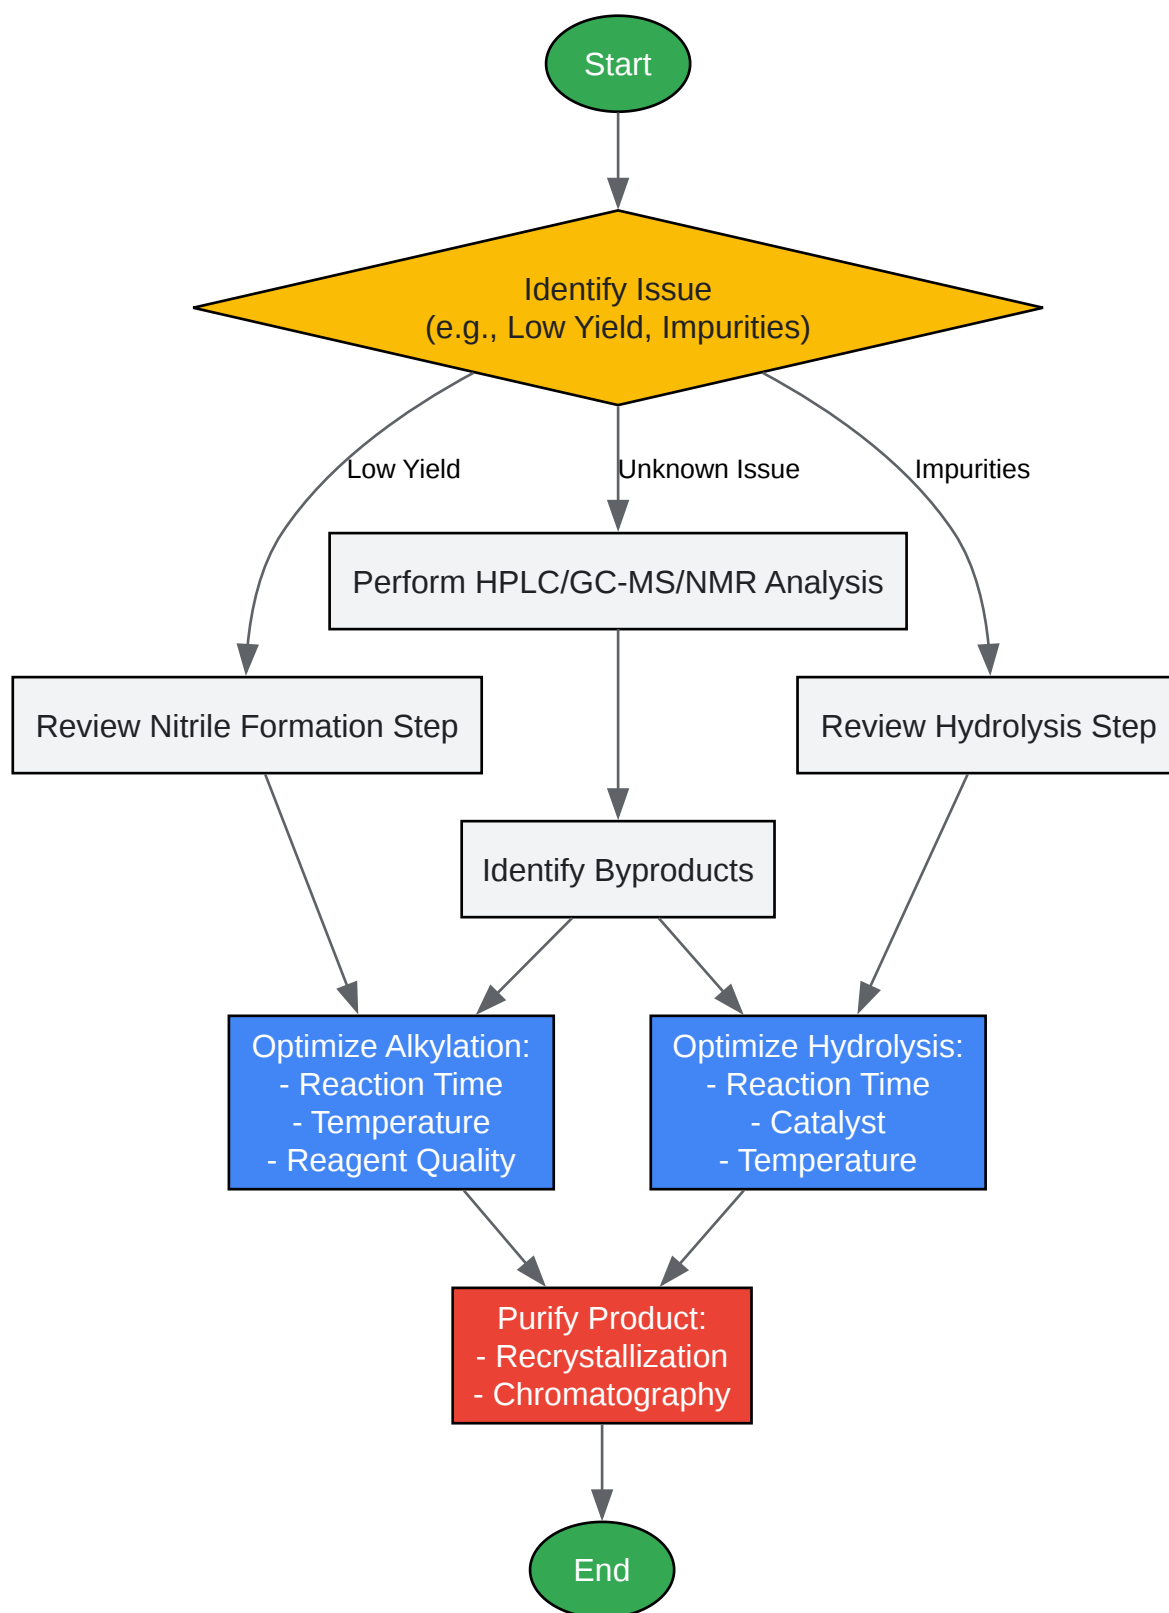 Start
Identify Issue
(e.g., Low Yield, Impurities)
Low Yield
Unknown Issue
Impurities
Perform HPLC/GC-MS/NMR Analysis
Review Nitrile Formation Step
Review Hydrolysis Step
Identify Byproducts
Optimize Alkylation:
- Reaction Time
- Temperature
- Reagent Quality
Optimize Hydrolysis:
- Reaction Time
- Catalyst
- Temperature
Purify Product:
- Recrystallization
- Chromatography
End